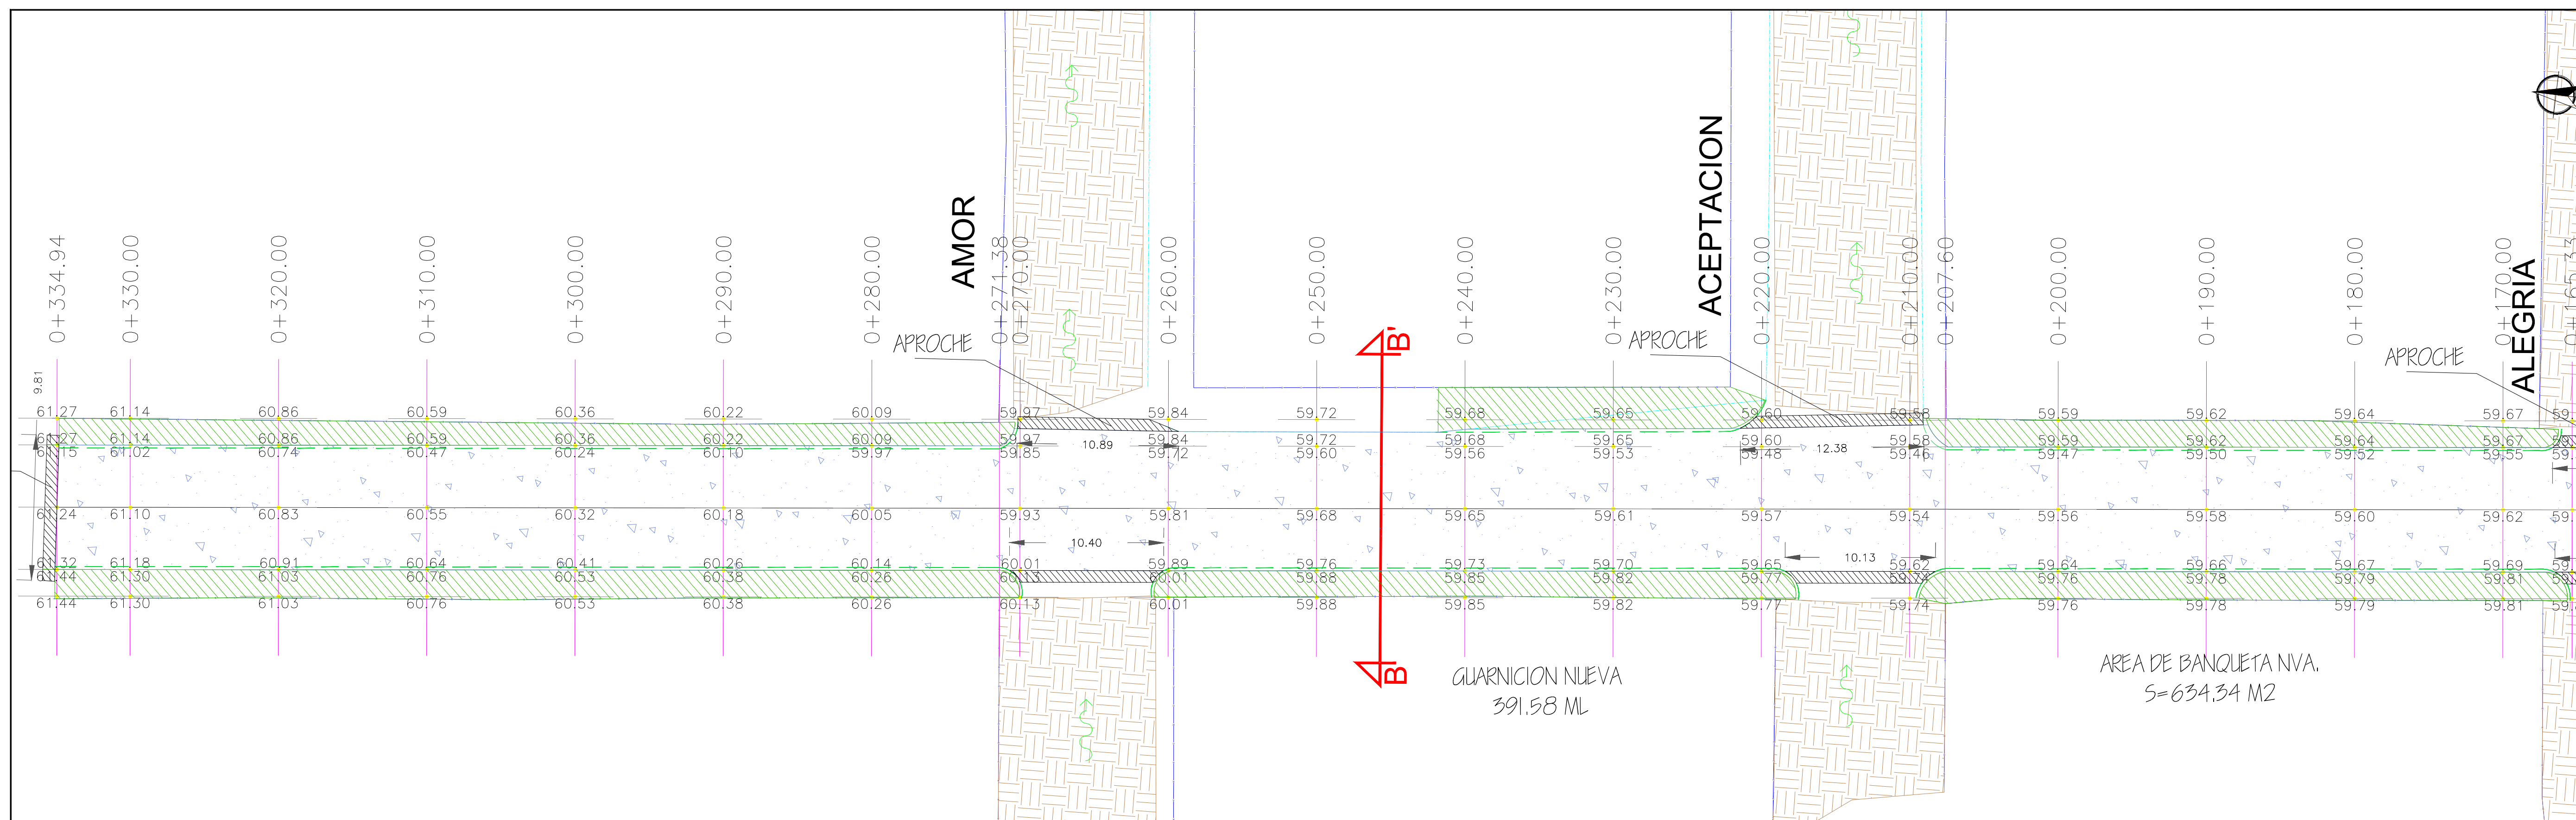 0+334.94
0+330.00
0+320.00
0+310.00
0+300.00
0+290.00
0+280.00
0+271.38
0+270.00
0+260.00
0+250.00
0+240.00
0+230.00
0+220.00
0+210.00
0+207.60
0+200.00
0+190.00
0+180.00
0+170.00
AMOR
ACEPTACION
ALEGRIA
APROCHE
APROCHE
APROCHE
B'
9.81
61.27 61.14 60.86 60.59 60.36 60.22 60.09 59.97 59.84 59.72 59.68 59.65 59.60 59.58 59.59 59.62 59.64 59.67
61.27 61.14 60.86 60.59 60.36 60.22 60.09 59.97 59.84 59.72 59.68 59.65 59.60 59.58 59.59 59.62 59.64 59.67
10.89
12.38
61.15 61.02 60.74 60.47 60.24 60.10 59.97 59.85 59.72 59.60 59.56 59.53 59.48 59.46 59.47 59.50 59.52 59.55
61.24 61.10 60.83 60.55 60.32 60.18 60.05 59.93 59.81 59.68 59.65 59.61 59.57 59.54 59.56 59.58 59.60 59.62
10.40
10.13
61.32 61.18 60.91 60.64 60.41 60.26 60.14 60.01 59.89 59.76 59.73 59.70 59.65 59.62 59.64 59.66 59.67 59.69
61.44 61.30 61.03 60.76 60.53 60.38 60.26 60.13 60.01 59.88 59.85 59.82 59.77 59.74 59.76 59.78 59.79 59.81
61.44 61.30 61.03 60.76 60.53 60.38 60.26 60.13 60.01 59.88 59.85 59.82 59.77 59.74 59.76 59.78 59.79 59.81
B
GUARNICION NUEVA
391.58 ML
AREA DE BANQUETA NVA.
S=634.34 M2